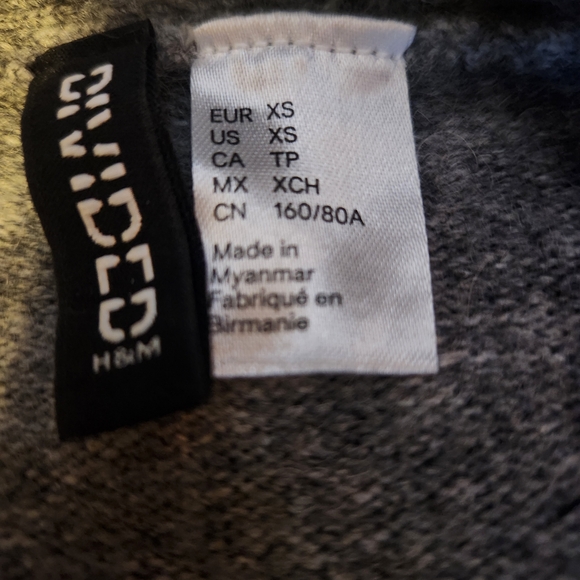 DIVIDED
H&M
EUR XS
US XS
CA TP
MX XCH
CN 160/80A
Made in
Myanmar
Fabriqué en
Birmanie